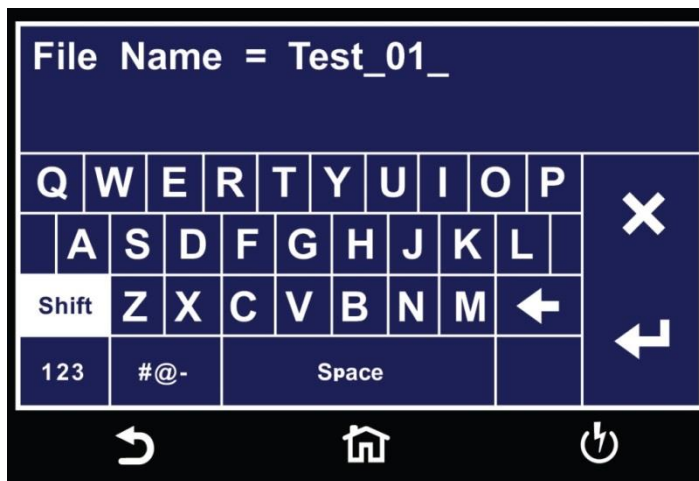 File Name = Test_01_
Q W E R T Y U I O P
A S D F G H J K L
Shift Z X C V B N M
123 #@- Space